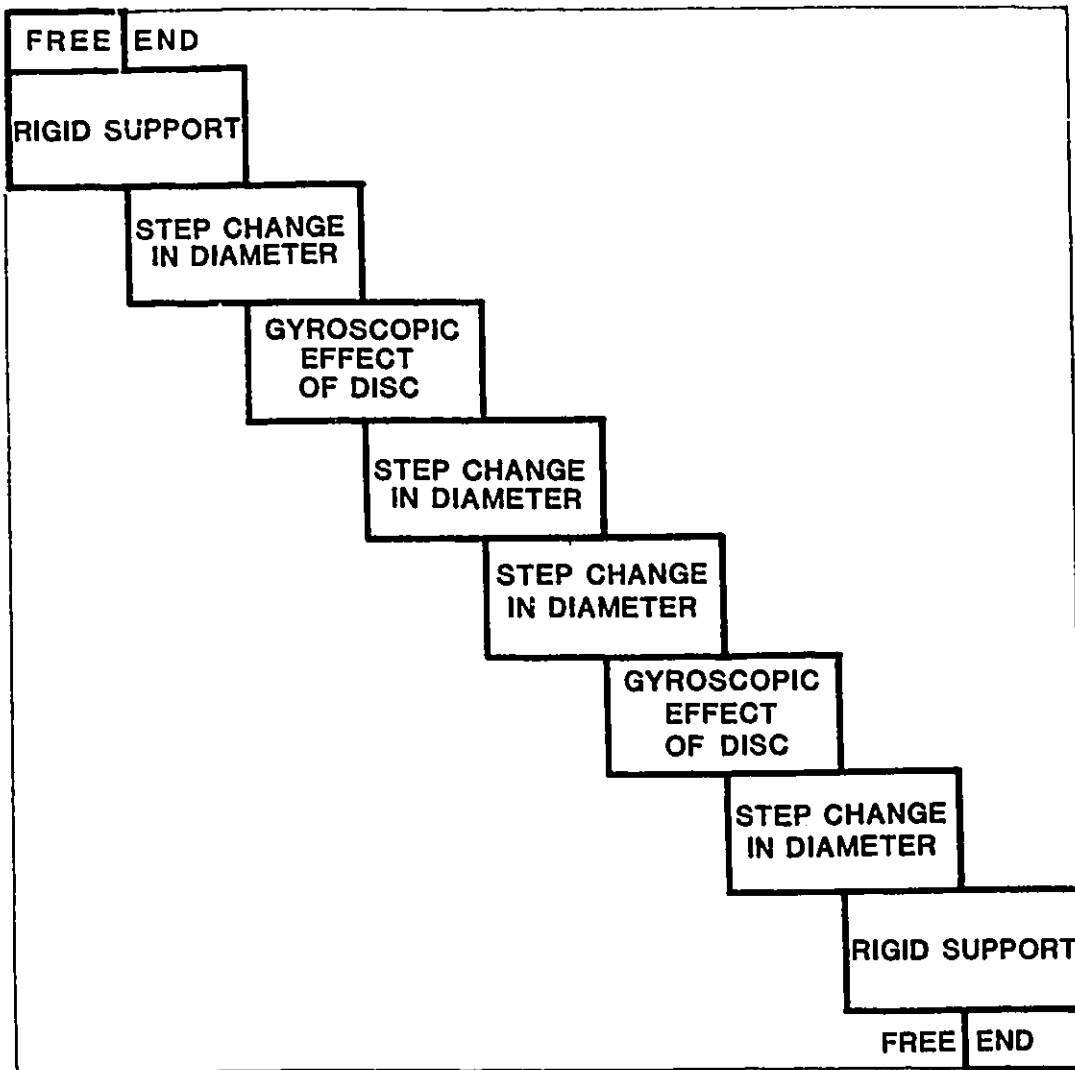 FREE END
RIGID SUPPORT
STEP CHANGE
IN DIAMETER
GYROSCOPIC
EFFECT
OF DISC
STEP CHANGE
IN DIAMETER
STEP CHANGE
IN DIAMETER
GYROSCOPIC
EFFECT
OF DISC
STEP CHANGE
IN DIAMETER
RIGID SUPPORT
FREE END